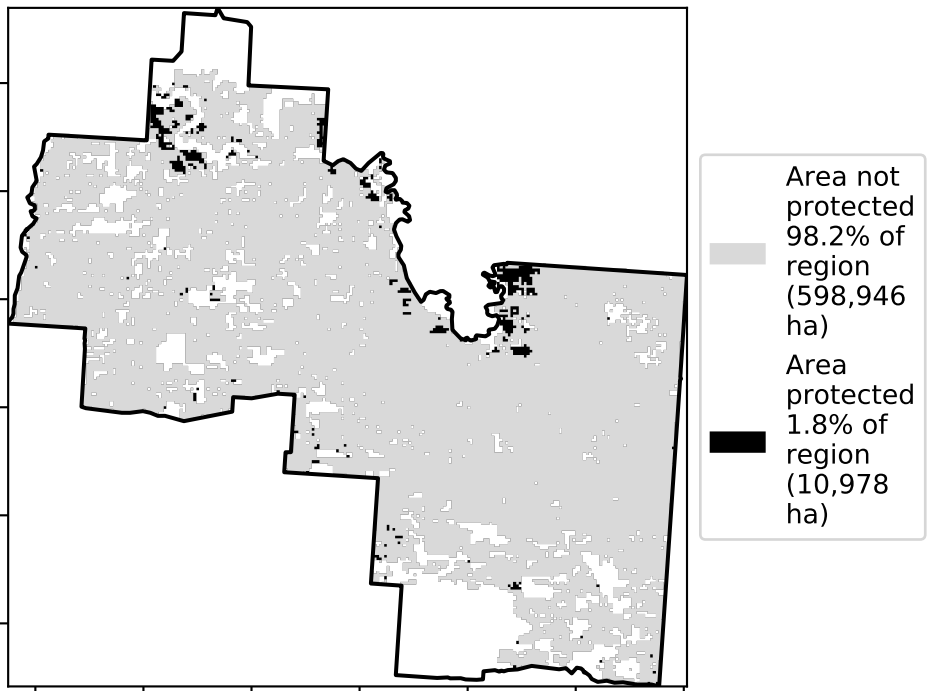 Area not
protected
98.2% of
region
(598,946
ha)
Area
protected
1.8% of
region
(10,978
ha)